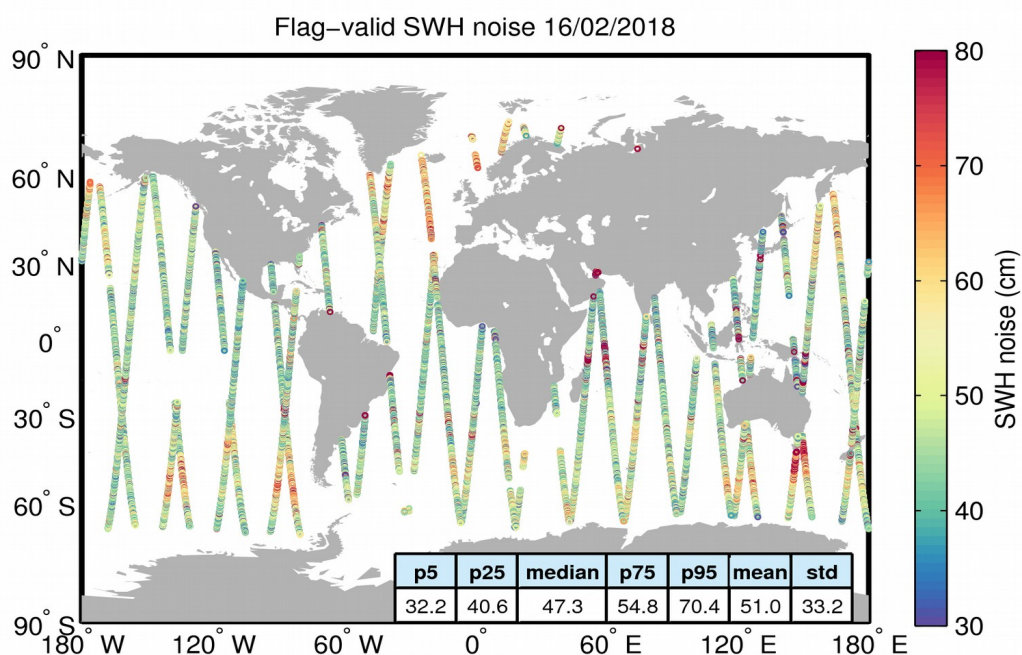 Flag−valid SWH noise 16/02/2018
90° N
60° N
30° N
0°
30° S
60° S
90° S
180° W
120° W
60° W
0°
60° E
120° E
180° E
80
70
60
50
40
30
SWH noise (cm)
p5 p25 median p75 p95 mean std
32.2 40.6 47.3 54.8 70.4 51.0 33.2